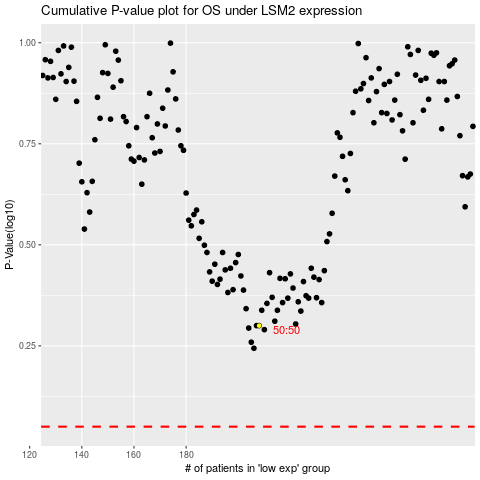 Cumulative P-value plot for OS under LSM2 expression
P-Value(log10)
1.00
0.75
0.50
0.25
50:50
120 140 160 180
# of patients in 'low exp' group